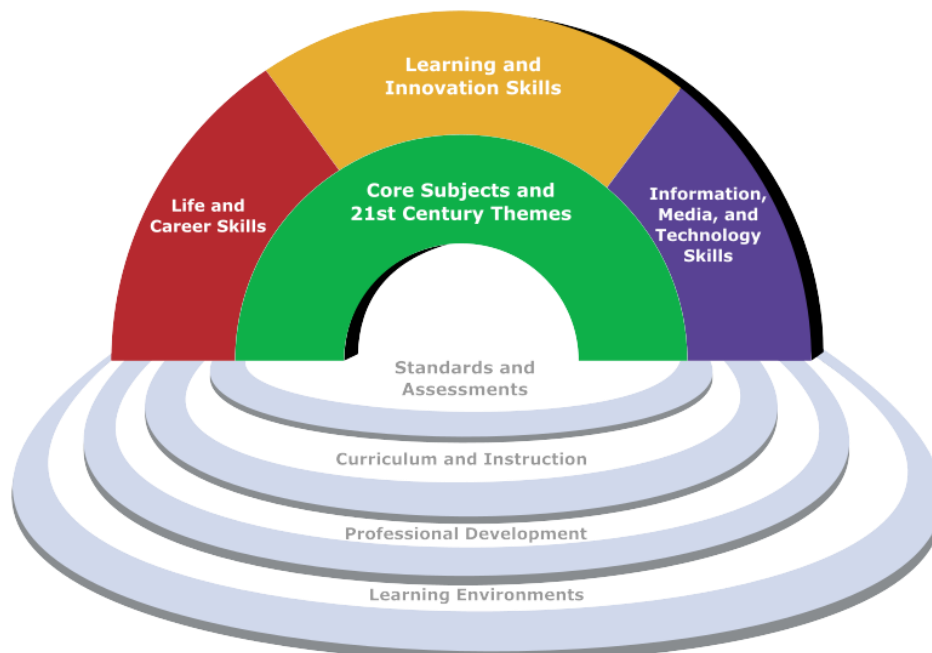 Learning and
Innovation Skills
Life and
Career Skills
Core Subjects and
21st Century Themes
Information,
Media, and
Technology
Skills
Standards and
Assessments
Curriculum and Instruction
Professional Development
Learning Environments